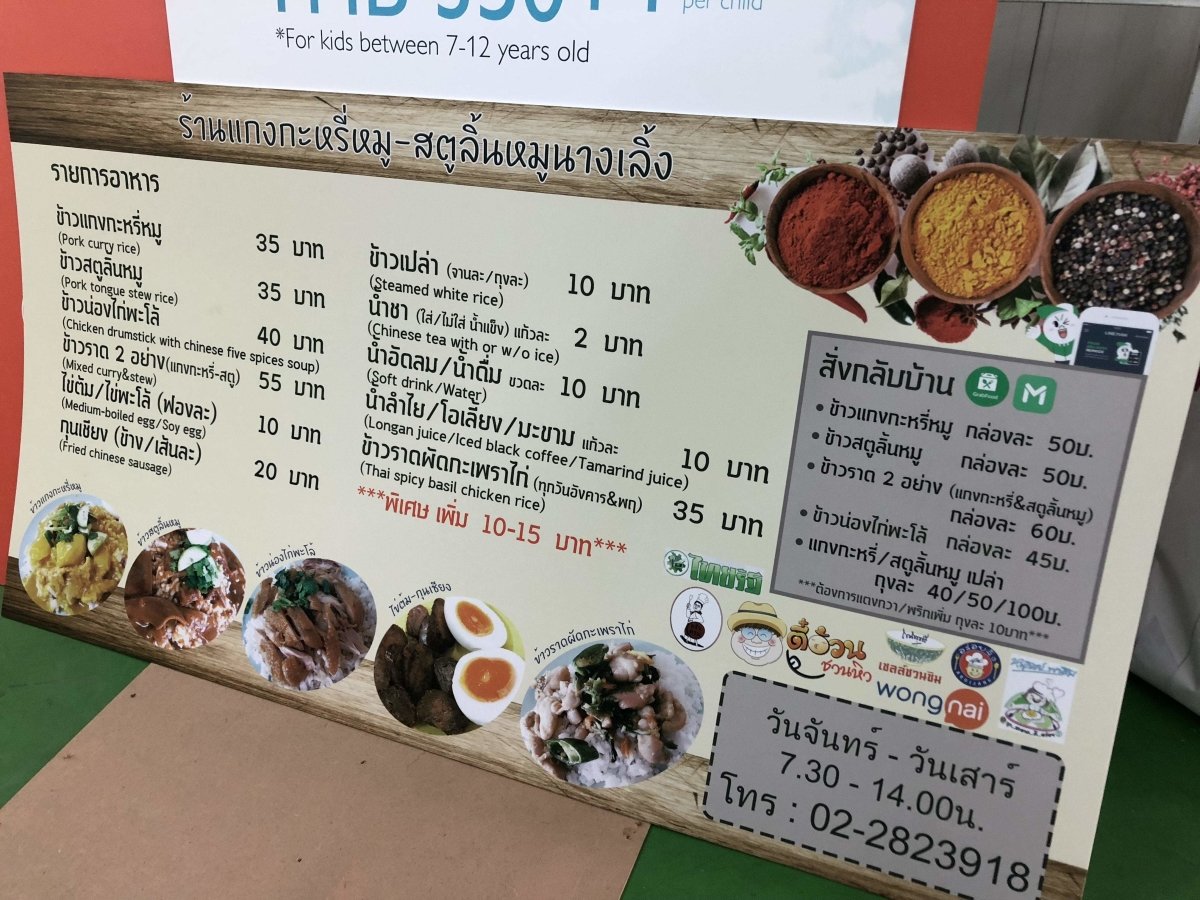 per child
*For kids between 7-12 years old
ร้านแกงกะหรี่หมู-สตูลิ้นหมูนางเลิ้ง
รายการอาหาร
ข้าวแกงกะหรี่หมู 35 บาท
(Pork curry rice)
ข้าวสตูลิ้นหมู 35 บาท
(Pork tongue stew rice)
ข้าวน่องไก่พะโล้ 40 บาท
(Chicken drumstick with chinese five spices soup)
ข้าวราด 2 อย่าง(แกงกะหรี่-สตู) 55 บาท
(Mixed curry&stew)
ไข่ต้ม/ไข่พะโล้ (ฟองละ) 10 บาท
(Medium-boiled egg/Soy egg)
กุนเชียง (ข้าง/เส้นละ) 20 บาท
(Fried chinese sausage)
ข้าวเปล่า (จานละ/ถุงละ) 10 บาท
(Steamed white rice)
น้ำชา (ใส่/ไม่ใส่ น้ำแข็ง) แก้วละ 2 บาท
(Chinese tea with or w/o ice)
น้ำอัดลม/น้ำดื่ม ขวดละ 10 บาท
(Soft drink/Water)
น้ำลำไย/โอเลี้ยง/มะขาม แก้วละ 10 บาท
(Longan juice/Iced black coffee/Tamarind juice)
ข้าวราดผัดกะเพราไก่ (ทุกวันอังคาร&พฤ) 35 บาท
(Thai spicy basil chicken rice)
***พิเศษ เพิ่ม 10-15 บาท***
สั่งกลับบ้าน
GrabFood
M
• ข้าวแกงกะหรี่หมู กล่องละ 50บ.
• ข้าวสตูลิ้นหมู กล่องละ 50บ.
• ข้าวราด 2 อย่าง (แกงกะหรี่&สตูลิ้นหมู)
กล่องละ 60บ.
• ข้าวน่องไก่พะโล้ กล่องละ 45บ.
• แกงกะหรี่/สตูลิ้นหมู เปล่า
ถุงละ 40/50/100บ.
***ต้องการแตงกวา/พริกเพิ่ม ถุงละ 10บาท***
ข้าวแกงกะหรี่หมู
ข้าวสตูลิ้นหมู
ข้าวน่องไก่พะโล้
ไข่ต้ม-กุนเชียง
ข้าวราดผัดกะเพราไก่
ไทยรัฐ
ตี๋อ้วน
ชวนหิว
เชลล์ชวนชิม
wongnai
วันจันทร์ - วันเสาร์
7.30 - 14.00น.
โทร : 02-2823918